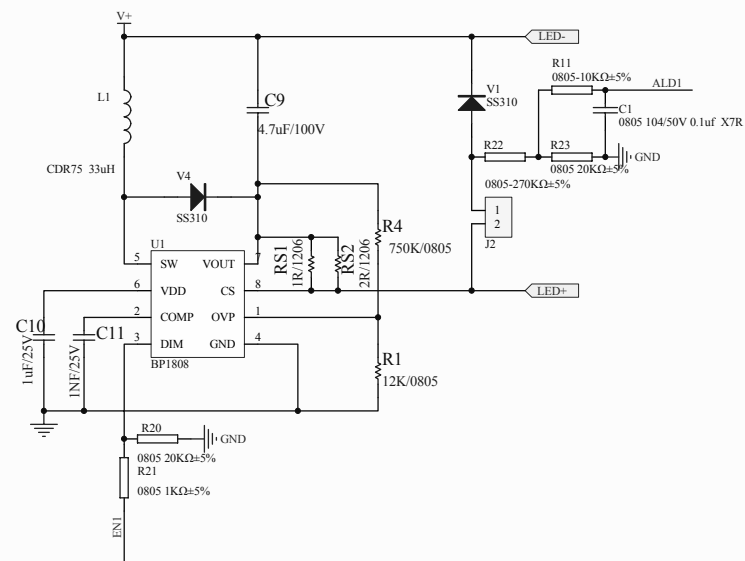 V+
LED-
L1
C9
4.7uF/100V
V1
SS310
R11
0805-10KΩ±5%
ALD1
C1
0805 104/50V 0.1uf X7R
R22
R23
GND
0805 20KΩ±5%
0805-270KΩ±5%
CDR75 33uH
V4
SS310
1
2
J2
R4
750K/0805
RS1
1R/1206
RS2
2R/1206
U1
5 SW VOUT 7
6 VDD CS 8
2 COMP OVP 1
3 DIM GND 4
BP1808
LED+
C10
1uF/25V
C11
1NF/25V
R1
12K/0805
R20
GND
0805 20KΩ±5%
R21
0805 1KΩ±5%
EN1